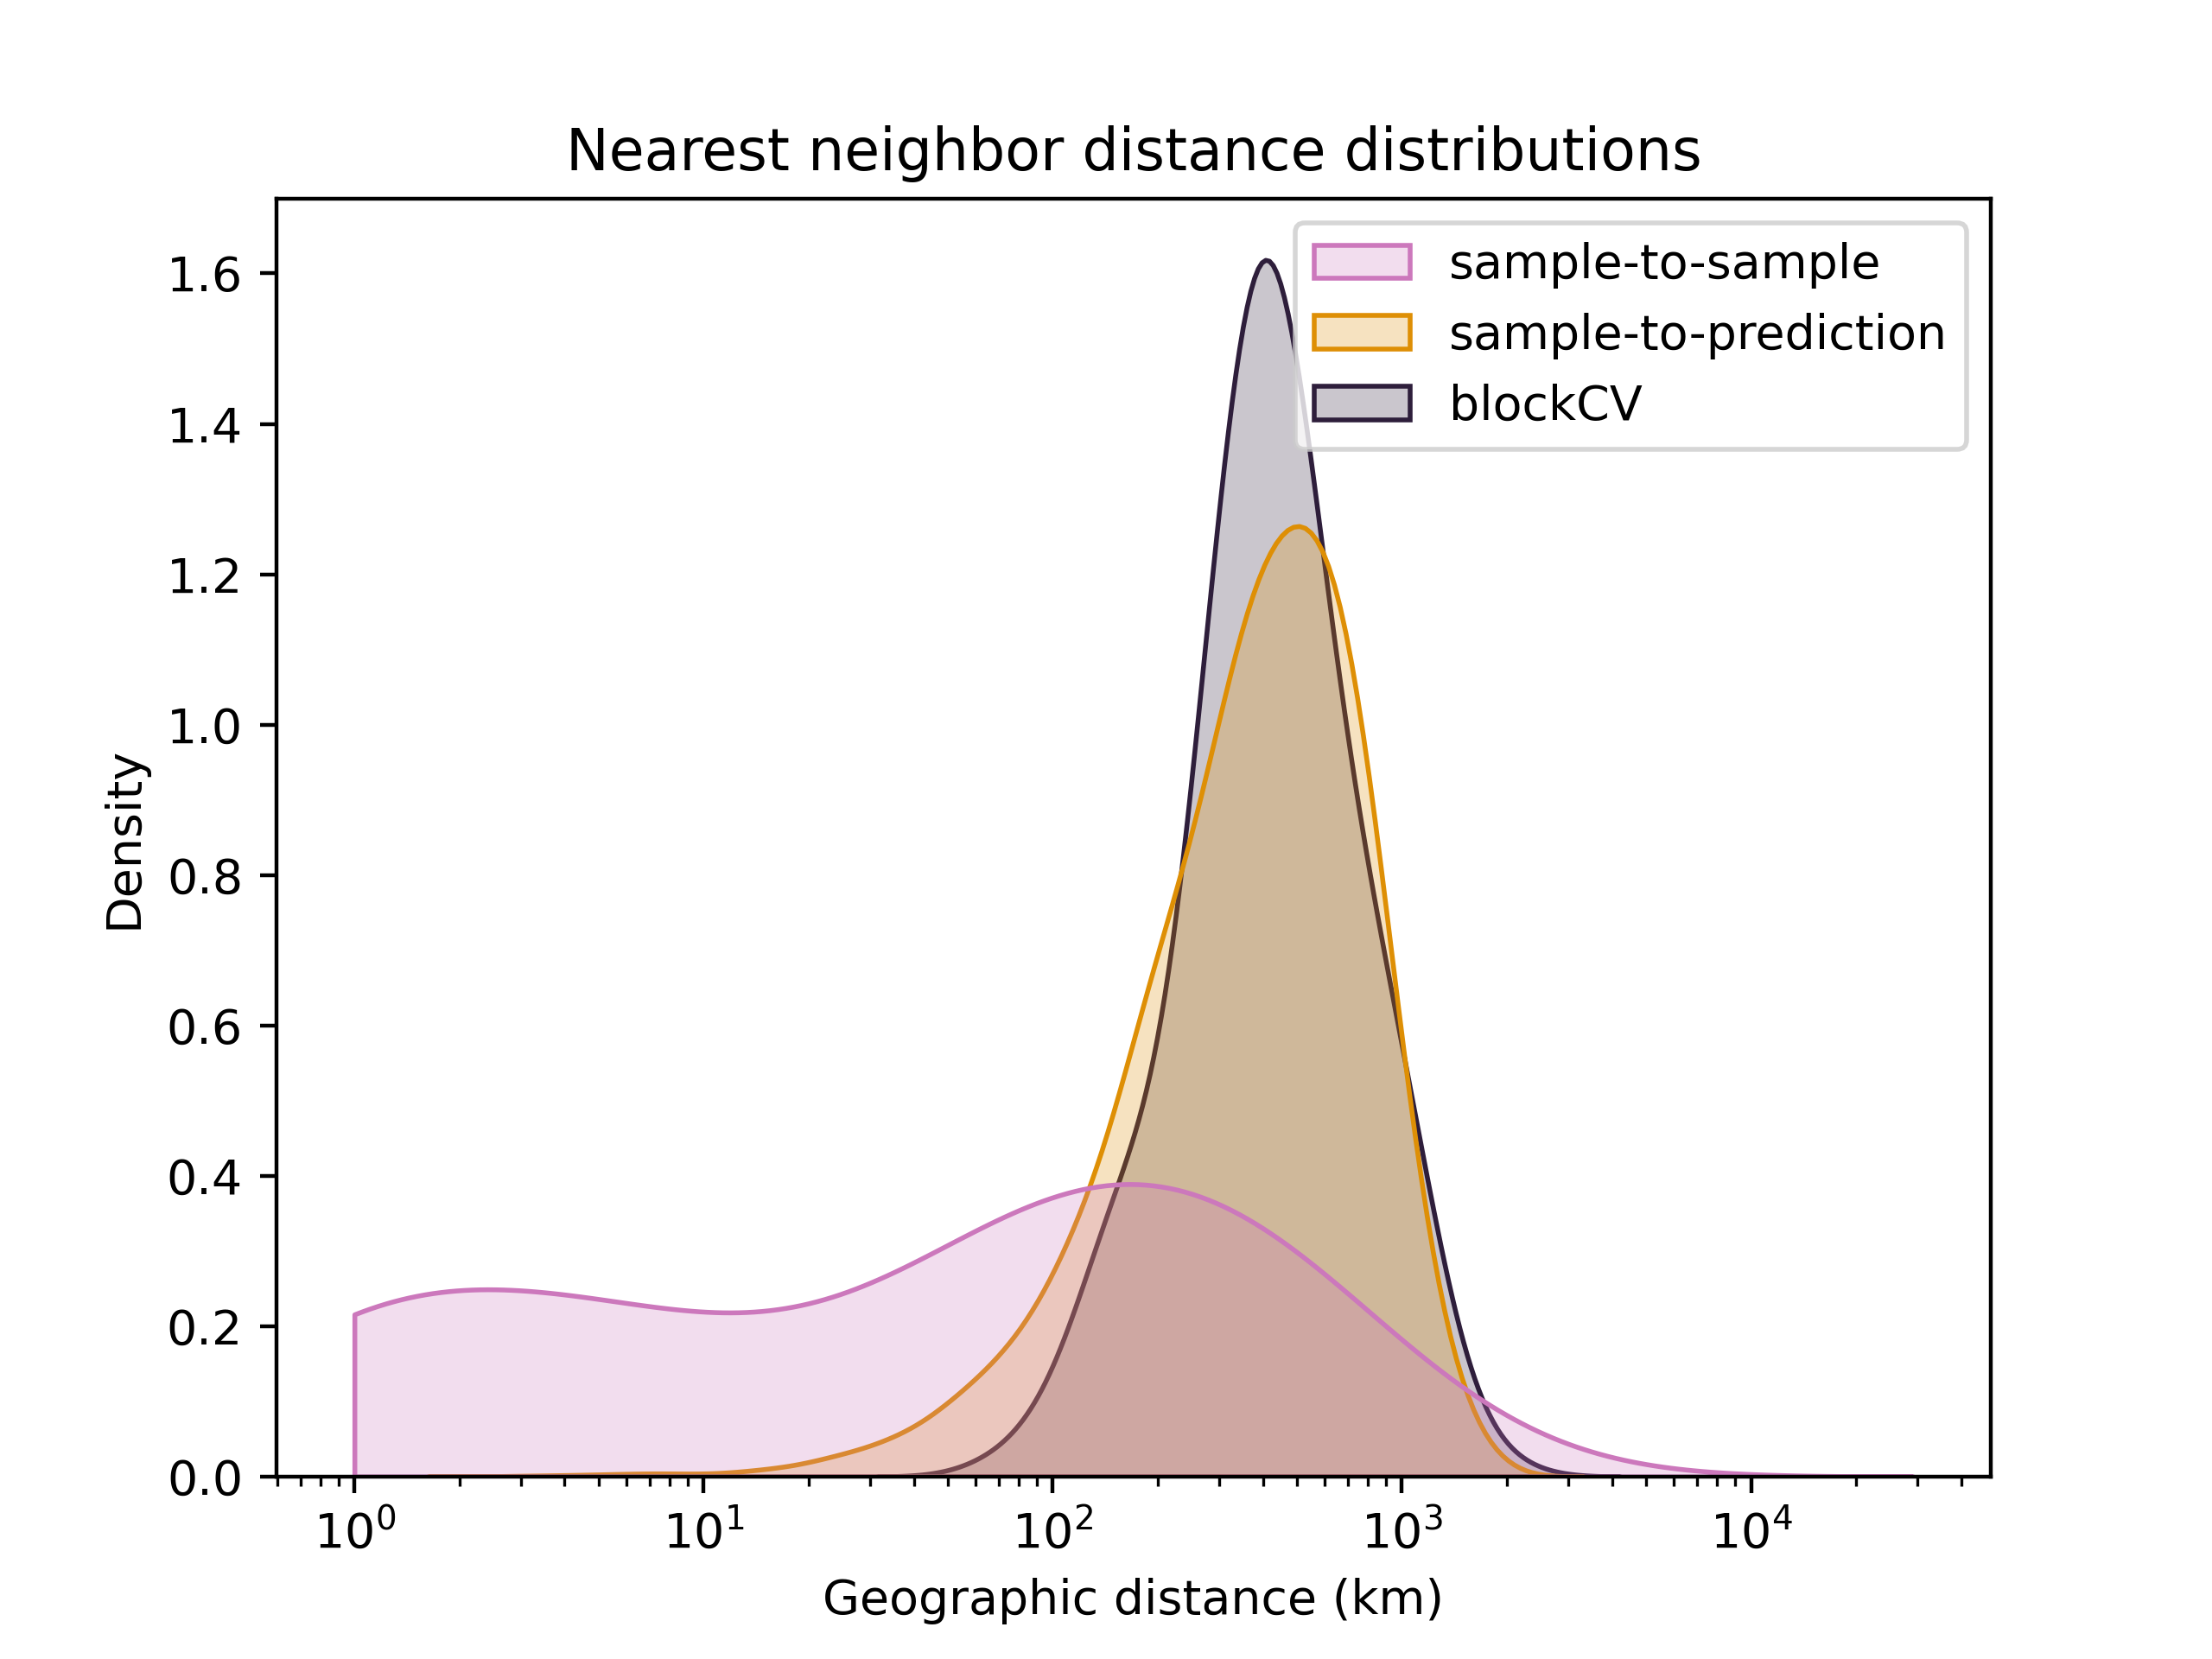 Nearest neighbor distance distributions
sample-to-sample
sample-to-prediction
blockCV
1.6
1.4
1.2
1.0
0.8
0.6
0.4
0.2
0.0
Density
10⁰ 10¹ 10² 10³ 10⁴
Geographic distance (km)